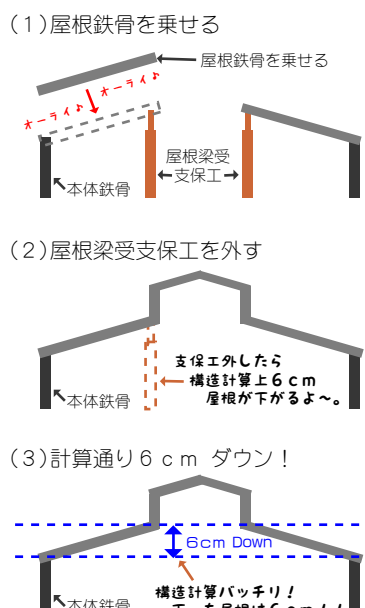 (1)屋根鉄骨を乗せる
屋根鉄骨を乗せる
オーライ♪
オーライ♪
屋根梁受
支保工
本体鉄骨
(2)屋根梁受支保工を外す
支保工外したら
構造計算上6cm
屋根が下がるよ~。
本体鉄骨
(3)計算通り6cm ダウン!
6cm Down
構造計算バッチリ!
本体鉄骨